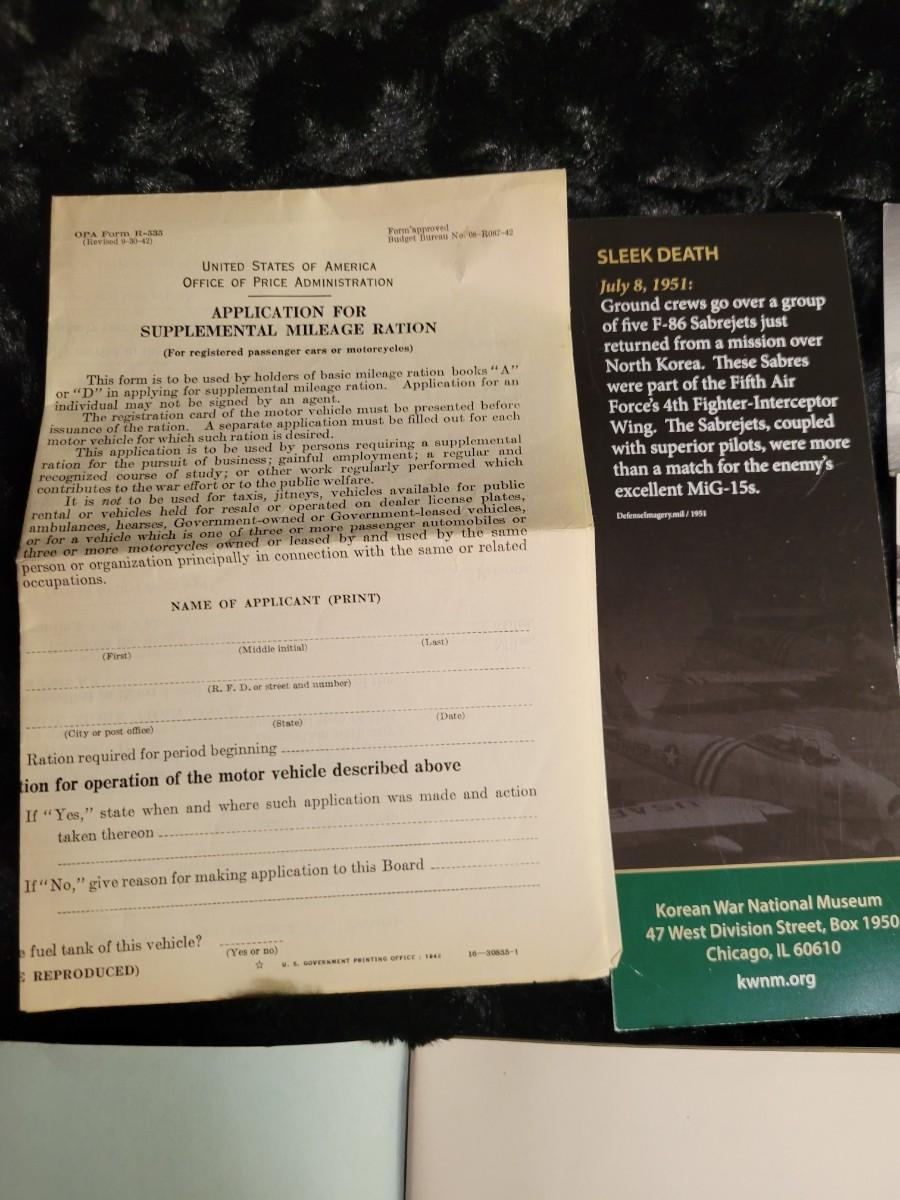 OPA Form R-535
(Revised 9-30-42)
Form approved
Budget Bureau No. 08-R087-42
UNITED STATES OF AMERICA
OFFICE OF PRICE ADMINISTRATION
APPLICATION FOR
SUPPLEMENTAL MILEAGE RATION
(For registered passenger cars or motorcycles)
This form is to be used by holders of basic mileage ration books "A"
or "D" in applying for supplemental mileage ration. Application for an
individual may not be signed by an agent.
The registration card of the motor vehicle must be presented before
issuance of the ration. A separate application must be filled out for each
motor vehicle for which such ration is desired.
This application is to be used by persons requiring a supplemental
ration for the pursuit of business; gainful employment; a regular and
recognized course of study; or other work regularly performed which
contributes to the war effort or to the public welfare.
It is not to be used for taxis, jitneys, vehicles available for public
rental or vehicles held for resale or operated on dealer license plates,
ambulances, hearses, Government-owned or Government-leased vehicles,
or for a vehicle which is one of three or more passenger automobiles or
three or more motorcycles owned or leased by and used by the same
person or organization principally in connection with the same or related
occupations.
NAME OF APPLICANT (PRINT)
(First) (Middle initial) (Last)
(R. F. D. or street and number)
(City or post office) (State) (Date)
Ration required for period beginning
tion for operation of the motor vehicle described above
If "Yes," state when and where such application was made and action
taken thereon
If "No," give reason for making application to this Board
e fuel tank of this vehicle?
(Yes or no)
E REPRODUCED)
☆ U. S. GOVERNMENT PRINTING OFFICE : 1942 16—30855-1
SLEEK DEATH
July 8, 1951:
Ground crews go over a group
of five F-86 Sabrejets just
returned from a mission over
North Korea. These Sabres
were part of the Fifth Air
Force's 4th Fighter-Interceptor
Wing. The Sabrejets, coupled
with superior pilots, were more
than a match for the enemy's
excellent MiG-15s.
DefenseImagery.mil / 1951
USAF
Korean War National Museum
47 West Division Street, Box 1950
Chicago, IL 60610
kwnm.org